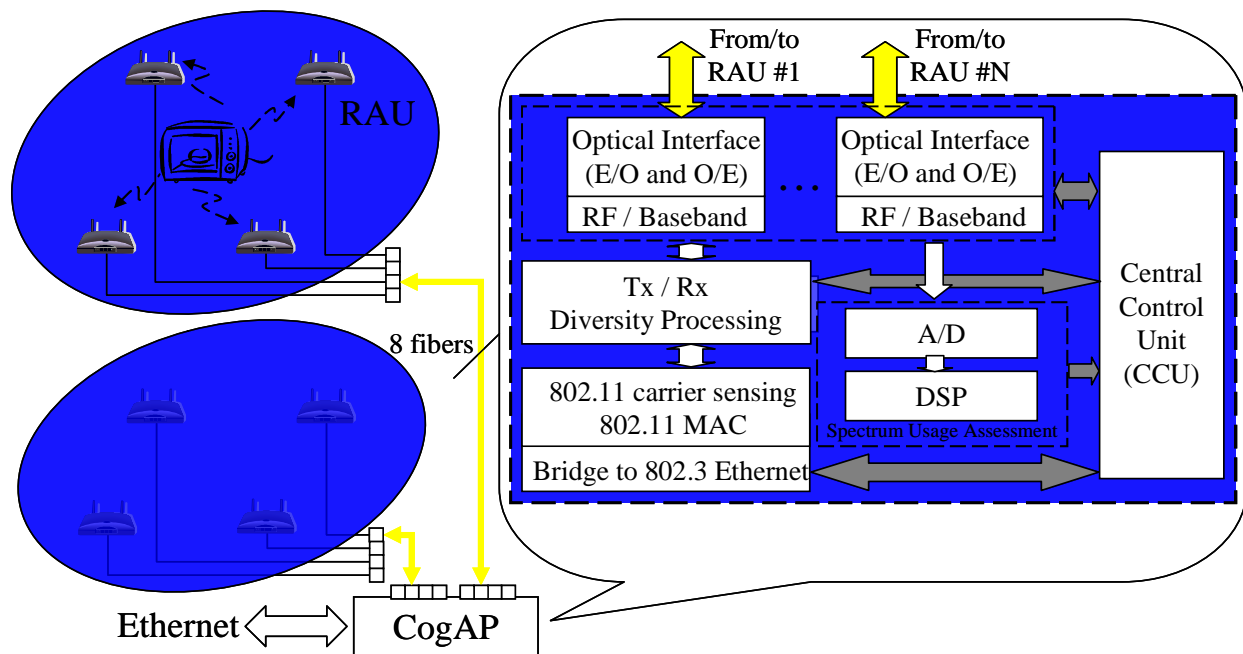 RAU
8 fibers
Ethernet
CogAP
From/to
RAU #1
From/to
RAU #N
Optical Interface
(E/O and O/E)
RF / Baseband
...
Optical Interface
(E/O and O/E)
RF / Baseband
Tx / Rx
Diversity Processing
802.11 carrier sensing
802.11 MAC
Bridge to 802.3 Ethernet
A/D
DSP
Spectrum Usage Assessment
Central
Control
Unit
(CCU)